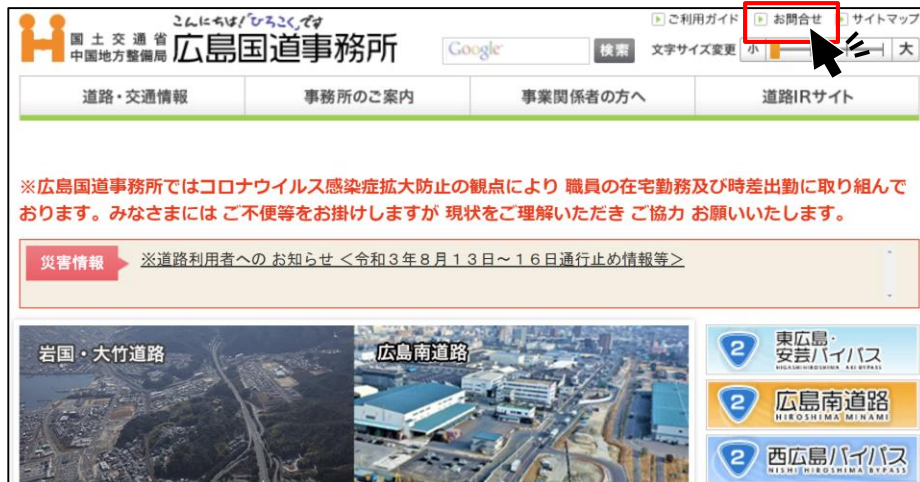 こんにちは!「ひろこく」です
国土交通省
中国地方整備局
広島国道事務所
Google
検索
ご利用ガイド
お問合せ
サイトマップ
文字サイズ変更
小
大
道路・交通情報
事務所のご案内
事業関係者の方へ
道路IRサイト
※広島国道事務所ではコロナウイルス感染症拡大防止の観点により 職員の在宅勤務及び時差出勤に取り組んで
おります。みなさまには ご不便等をお掛けしますが 現状をご理解いただき ご協力 お願いいたします。
災害情報
※道路利用者への お知らせ <令和3年8月13日~16日通行止め情報等>
岩国・大竹道路
広島南道路
2
東広島・
安芸バイパス
HIGASHIHIROSHIMA AKI BYPASS
2
広島南道路
HIROSHIMA MINAMI
2
西広島バイパス
NISHI HIROSHIMA BYPASS